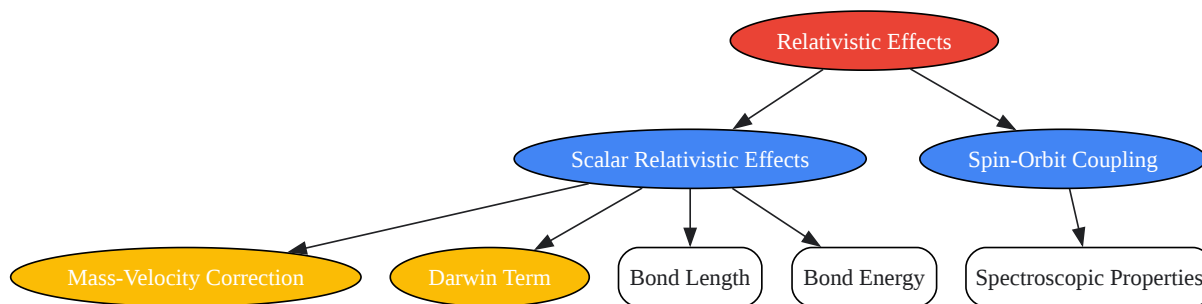 Relativistic Effects
Scalar Relativistic Effects
Spin-Orbit Coupling
Mass-Velocity Correction
Darwin Term
Bond Length
Bond Energy
Spectroscopic Properties